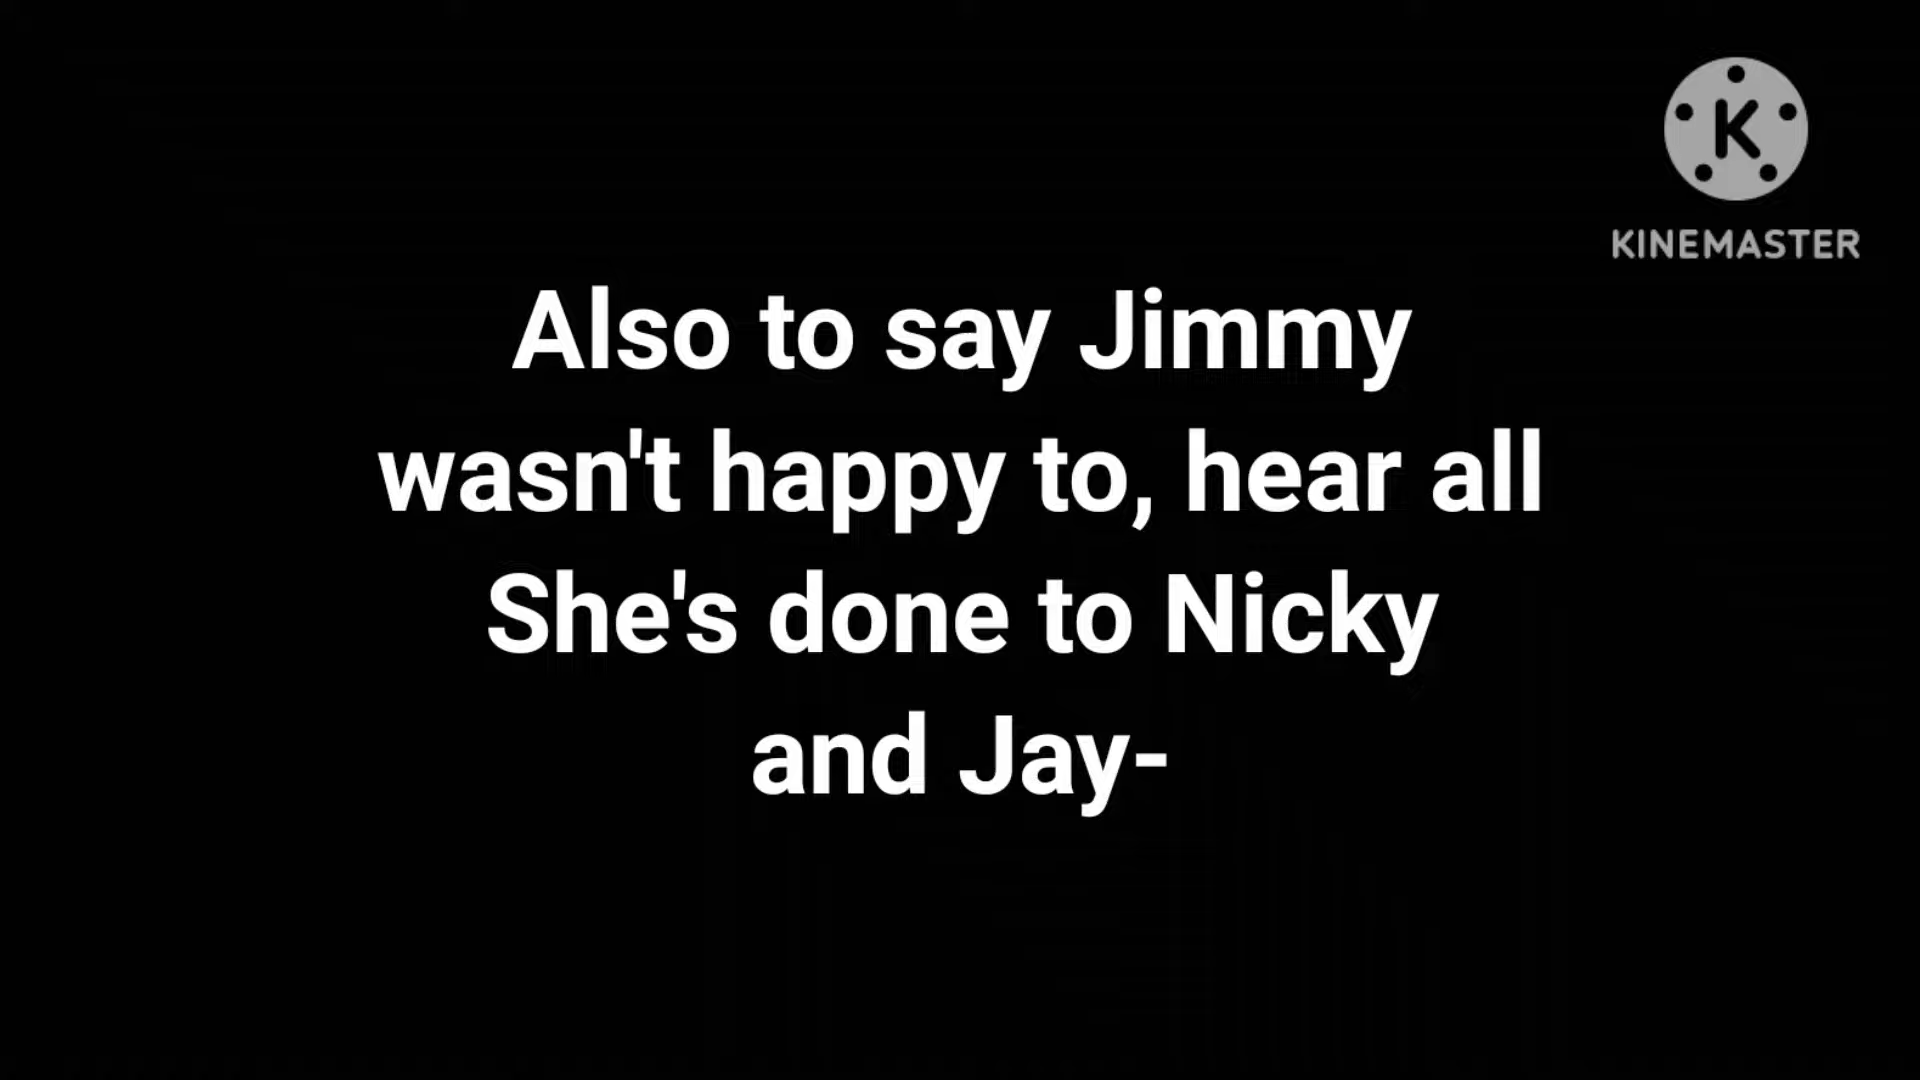 KINEMASTER
Also to say Jimmy
wasn't happy to, hear all
She's done to Nicky
and Jay-